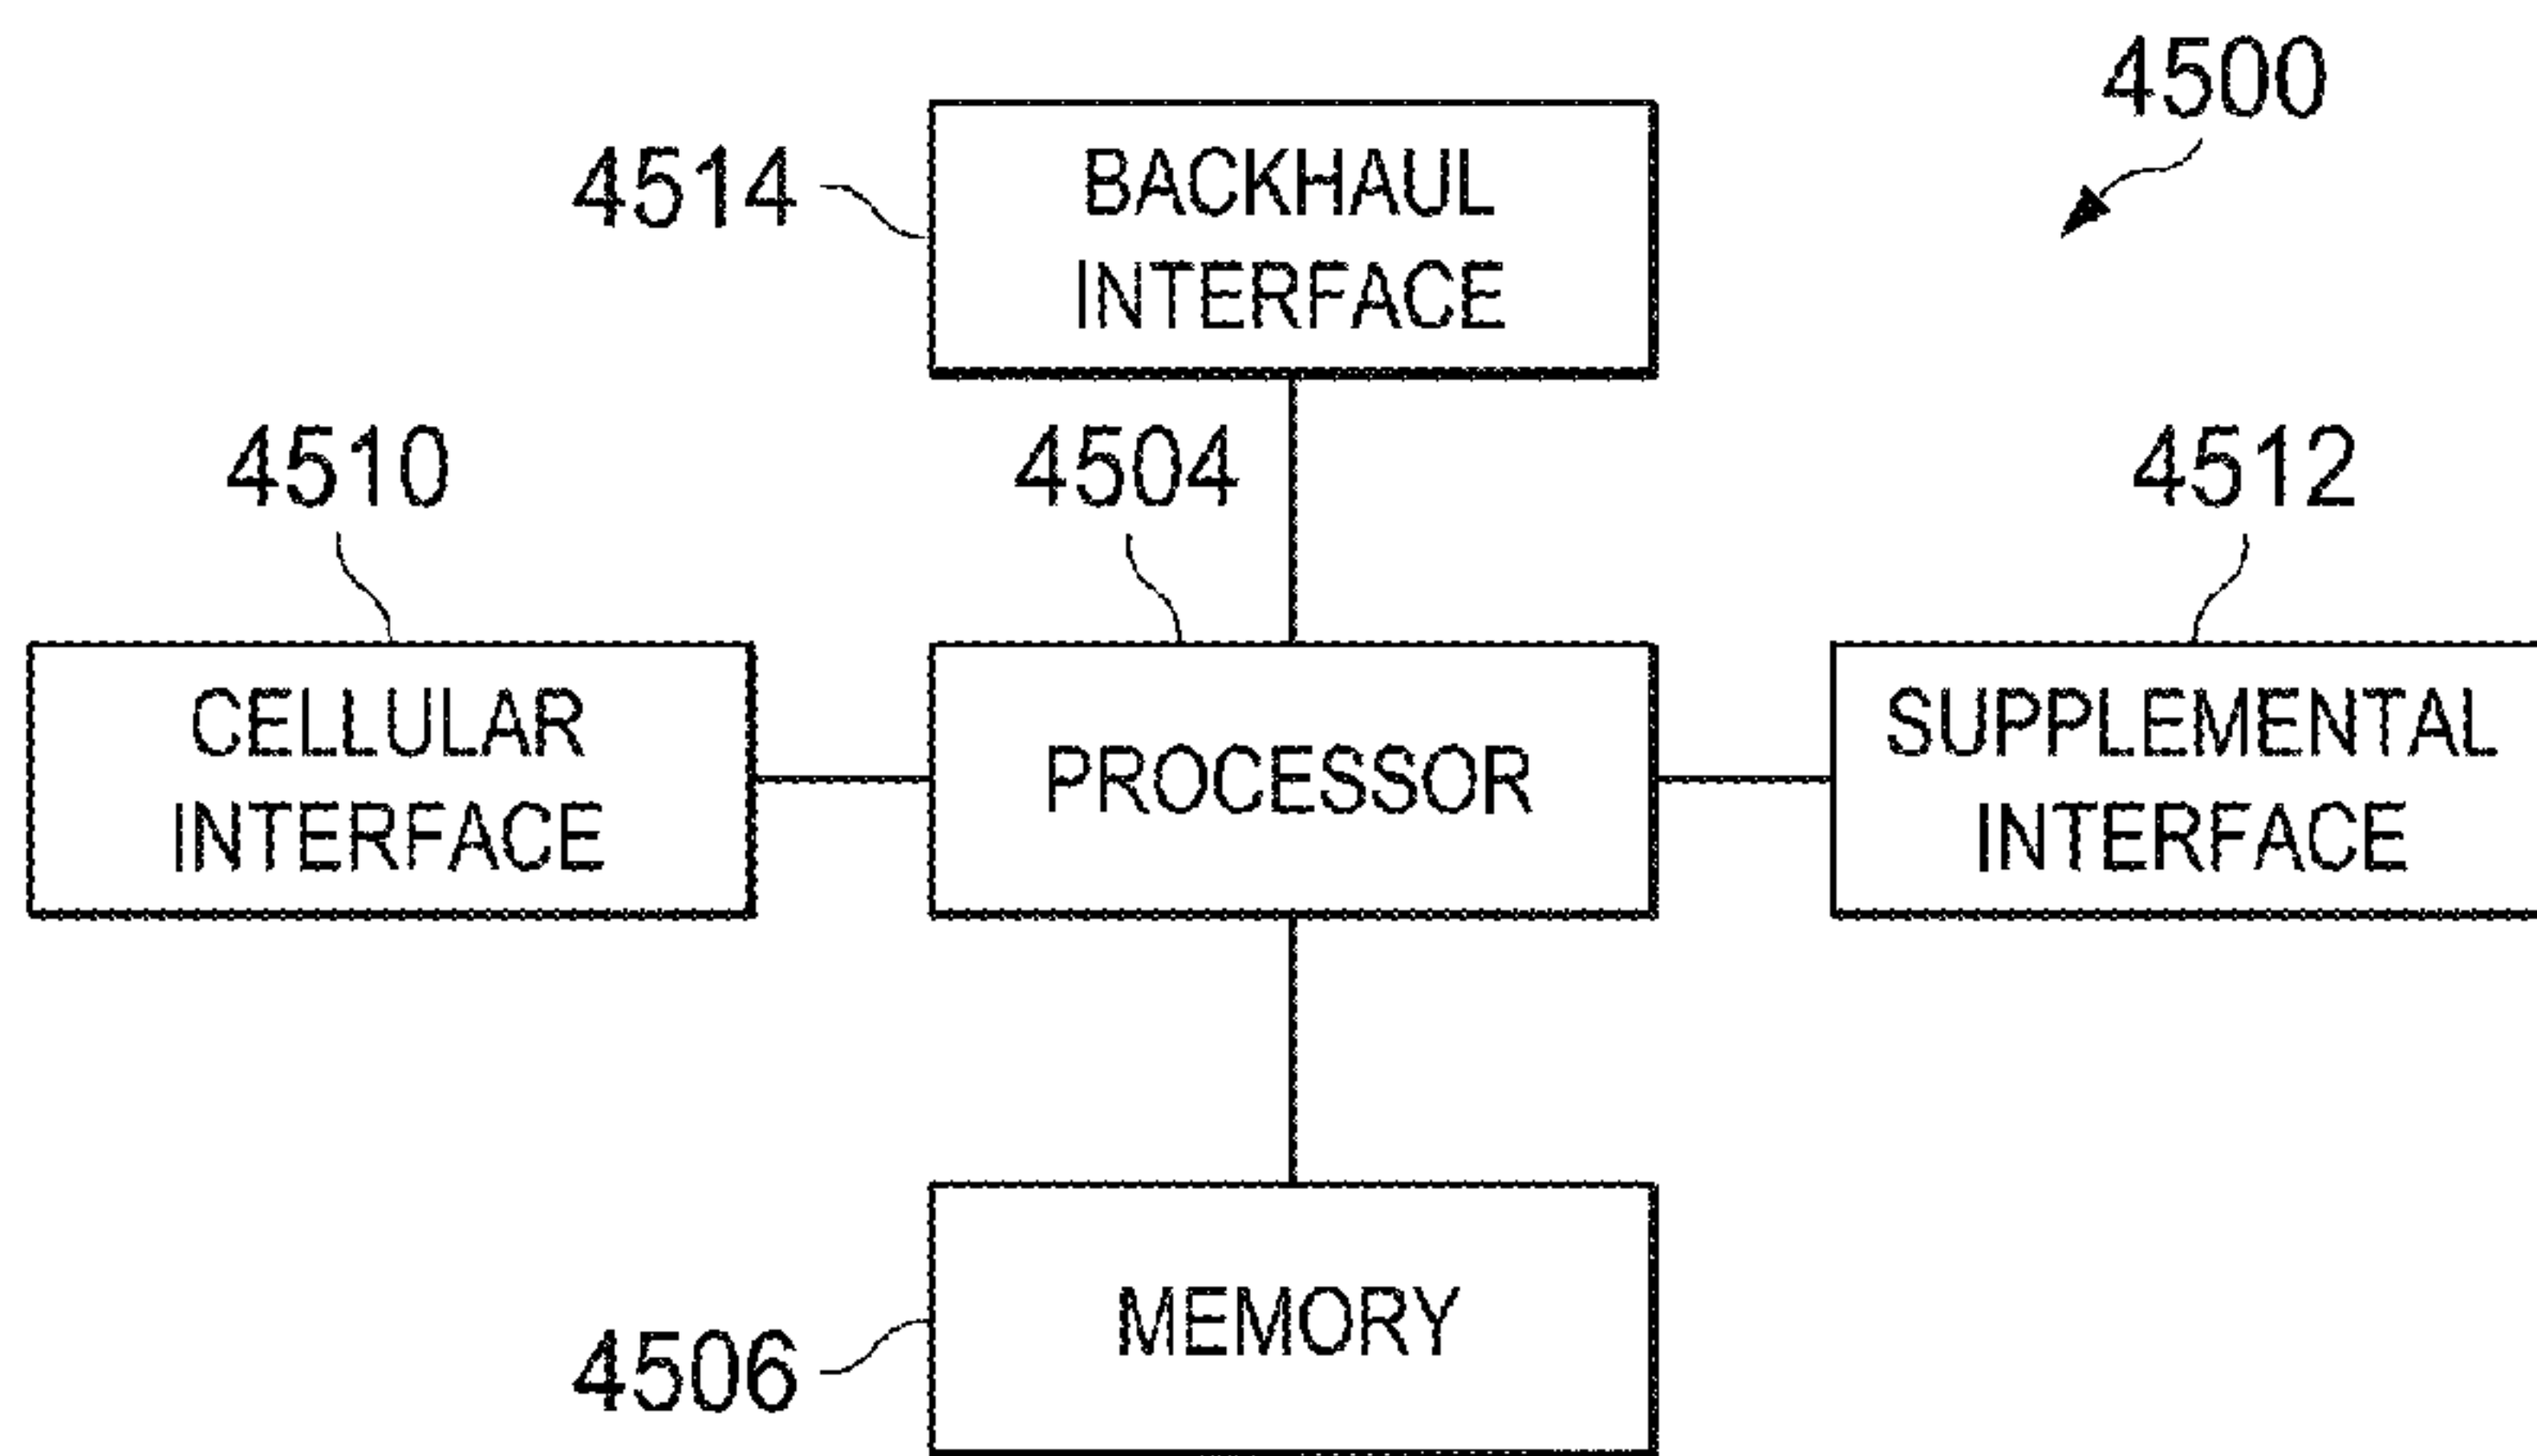 4500
4514
BACKHAUL
INTERFACE
4510
4504
4512
CELLULAR
INTERFACE
PROCESSOR
SUPPLEMENTAL
INTERFACE
MEMORY
4506